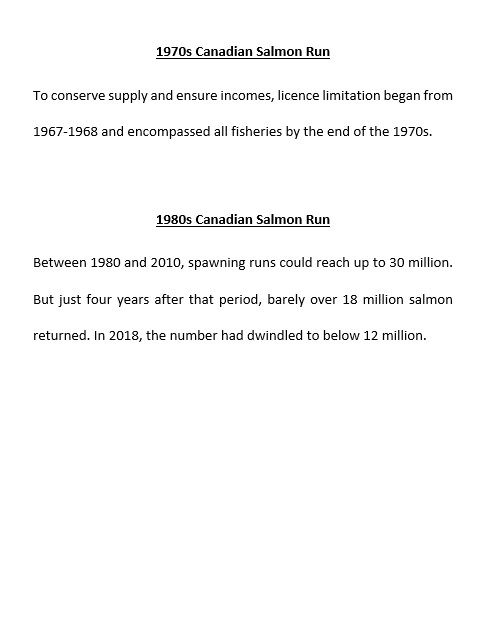 1970s Canadian Salmon Run
To conserve supply and ensure incomes, licence limitation began from
1967-1968 and encompassed all fisheries by the end of the 1970s.
1980s Canadian Salmon Run
Between 1980 and 2010, spawning runs could reach up to 30 million.
But just four years after that period, barely over 18 million salmon
returned. In 2018, the number had dwindled to below 12 million.